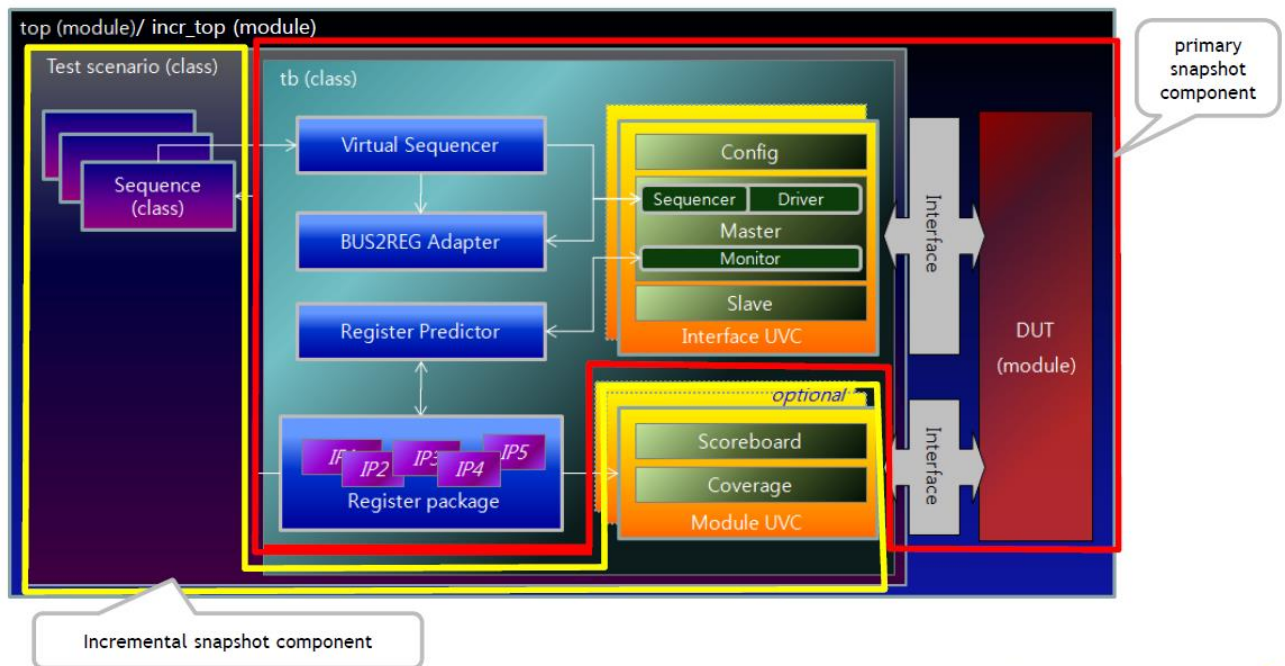 top (module)/ incr_top (module)
primary
snapshot
component
Test scenario (class)
tb (class)
Sequence
(class)
Virtual Sequencer
BUS2REG Adapter
Register Predictor
IP2
IP3
IP4
IP5
Register package
Config
Sequencer
Driver
Master
Monitor
Slave
Interface UVC
optional
Scoreboard
Coverage
Module UVC
Interface
Interface
DUT
(module)
Incremental snapshot component